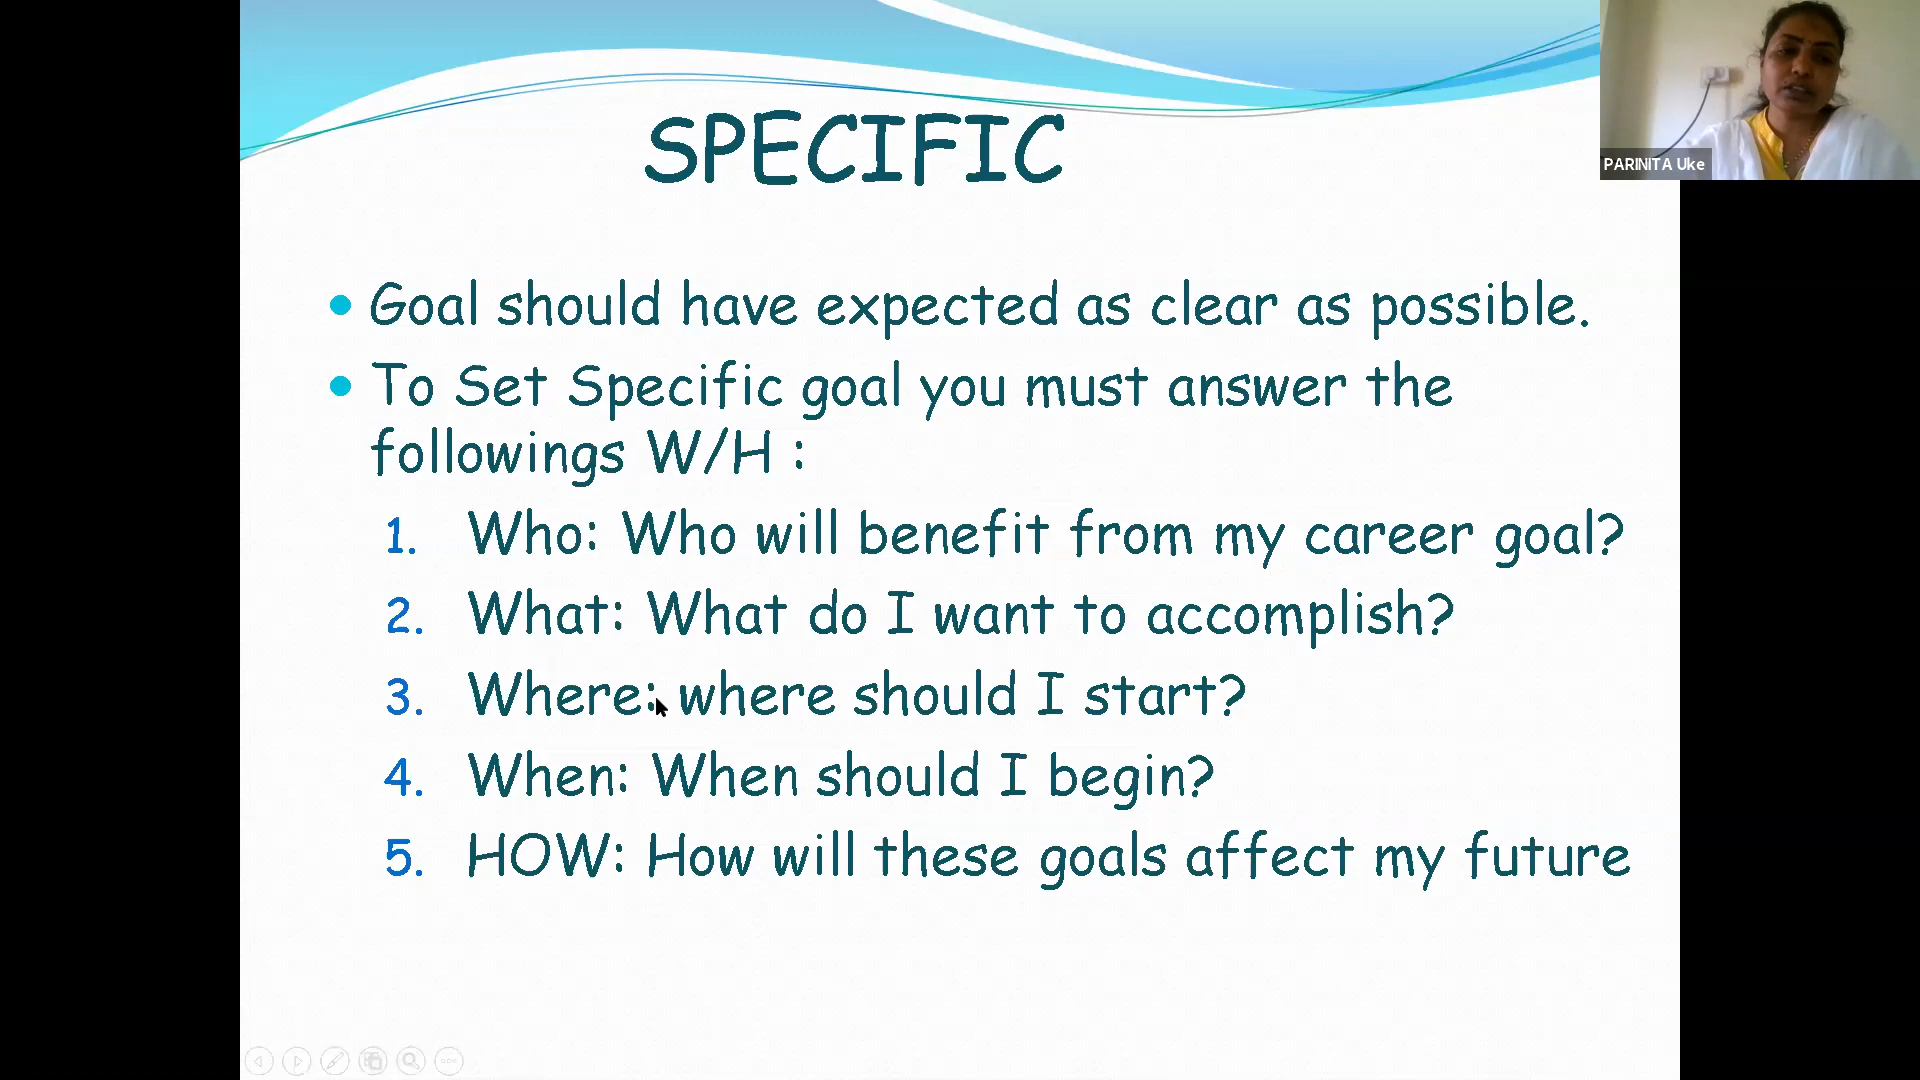 SPECIFIC
PARINITA Uke
• Goal should have expected as clear as possible.
• To Set Specific goal you must answer the
followings W/H :
1. Who: Who will benefit from my career goal?
2. What: What do I want to accomplish?
3. Where: where should I start?
4. When: When should I begin?
5. HOW: How will these goals affect my future